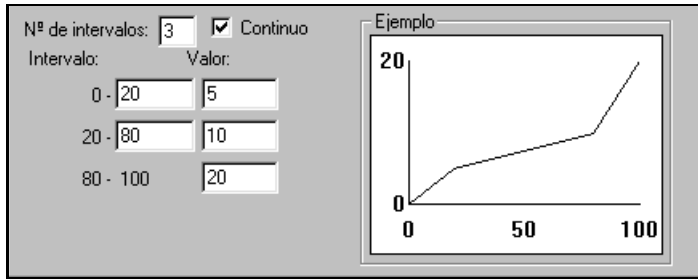 Nº de intervalos: 3 Continuo
Intervalo: Valor:
0 - 20 5
20 - 80 10
80 - 100 20
Ejemplo
20
0
0 50 100